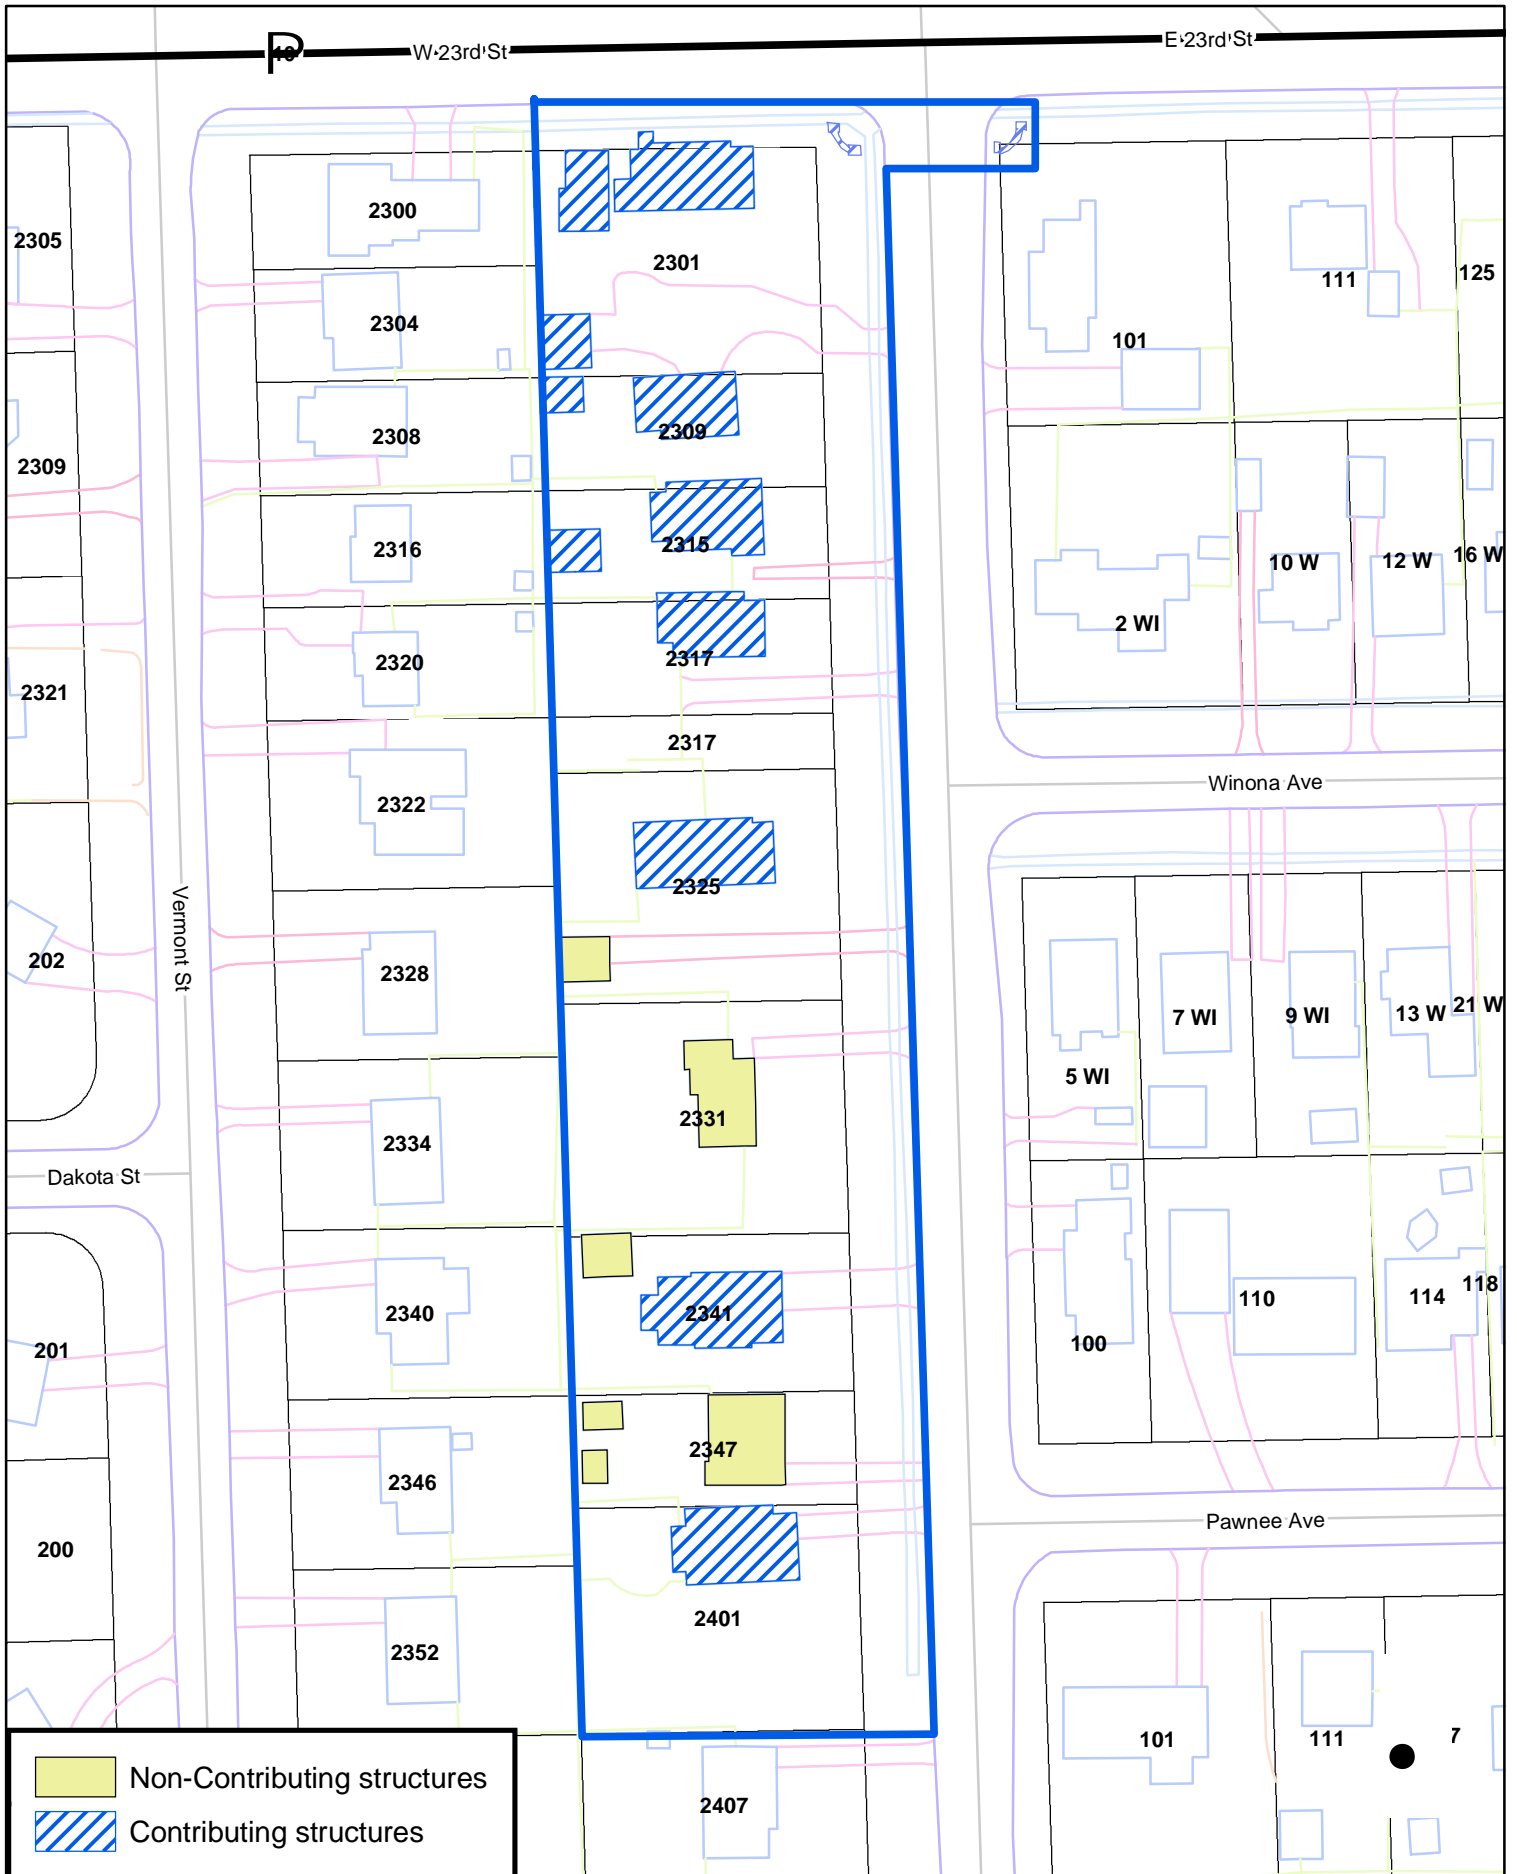 P
W 23rd St
E 23rd St
2300
2305
2301
111
125
2304
101
2308
2309
2309
2316
2315
10 W
12 W
16 W
2 WI
2320
2317
2321
2317
Winona Ave
2322
2325
Vermont St
202
2328
7 WI
9 WI
13 W
21 W
5 WI
2331
2334
Dakota St
2340
2341
110
114
118
201
100
2346
2347
Pawnee Ave
200
2401
2352
101
111
7
Non-Contributing structures
2407
Contributing structures